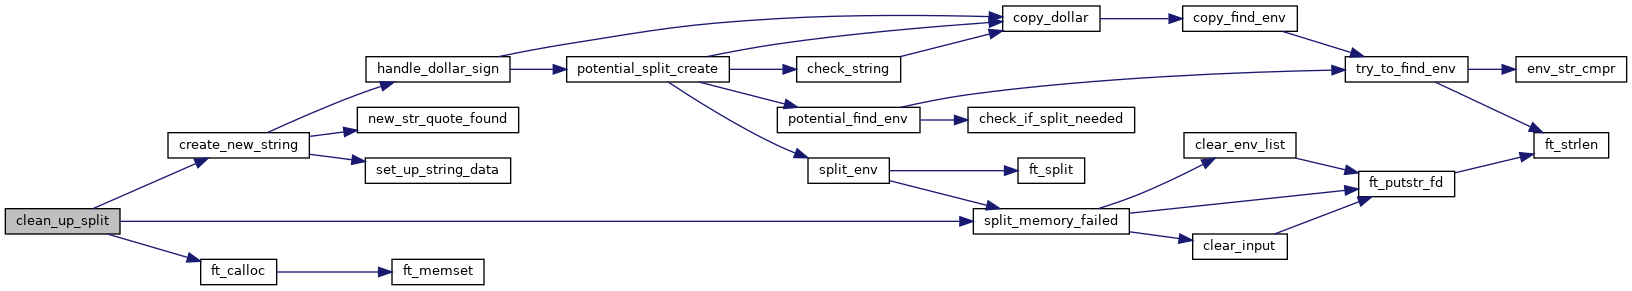 copy_dollar
copy_find_env
handle_dollar_sign
potential_split_create
check_string
try_to_find_env
env_str_cmpr
new_str_quote_found
potential_find_env
check_if_split_needed
create_new_string
clear_env_list
ft_strlen
set_up_string_data
split_env
ft_split
ft_putstr_fd
clean_up_split
split_memory_failed
clear_input
ft_calloc
ft_memset